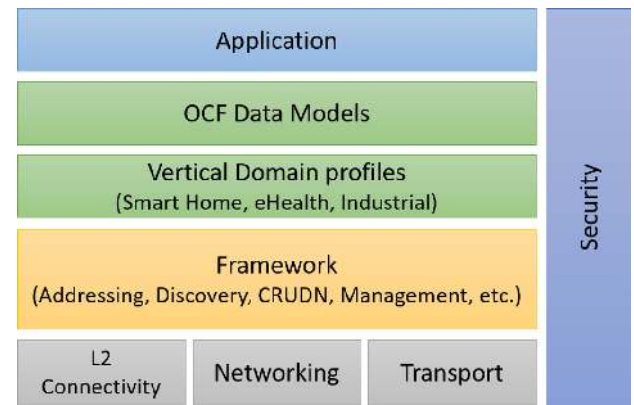 Application
OCF Data Models
Vertical Domain profiles
(Smart Home, eHealth, Industrial)
Framework
(Addressing, Discovery, CRUDN, Management, etc.)
L2
Connectivity
Networking
Transport
Security